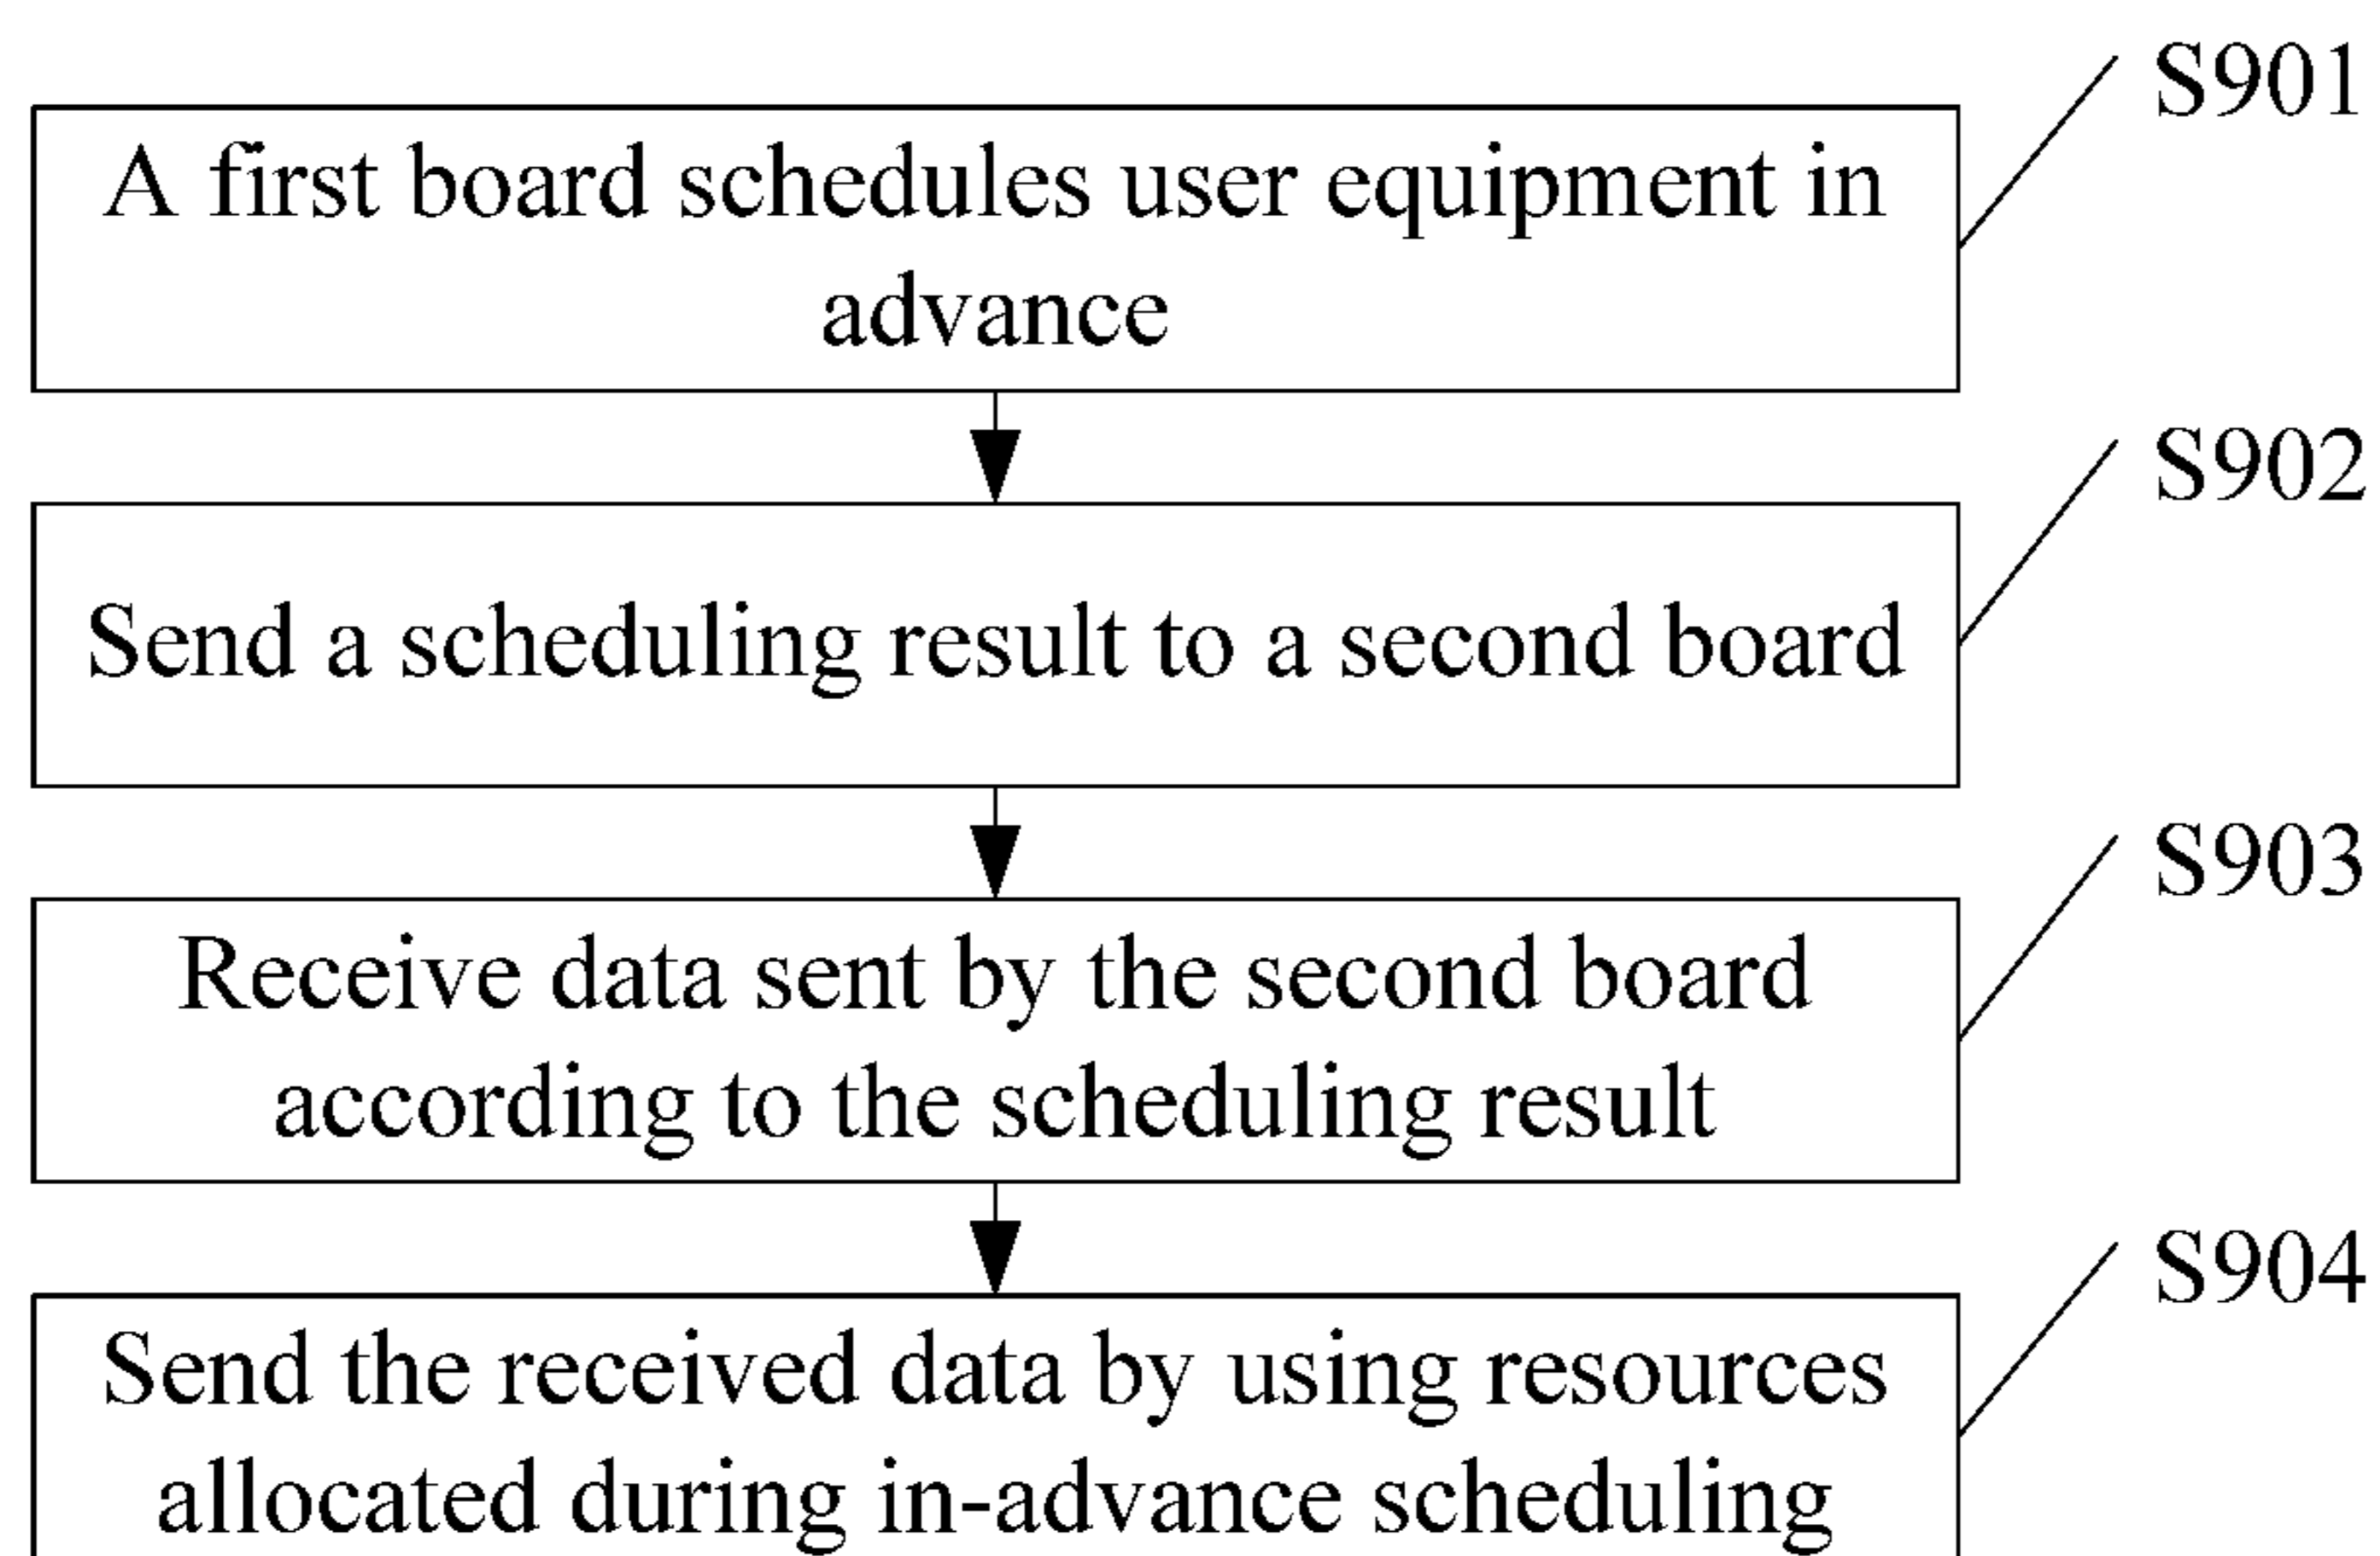 S901
A first board schedules user equipment in
advance
S902
Send a scheduling result to a second board
S903
Receive data sent by the second board
according to the scheduling result
S904
Send the received data by using resources
allocated during in-advance scheduling